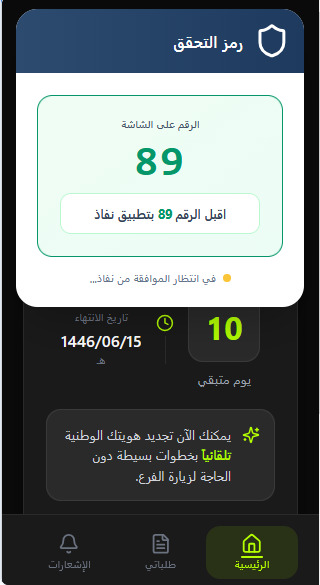 رمز التحقق
الرقم على الشاشة
89
اقبل الرقم 89 بتطبيق نفاذ
في انتظار الموافقة من نفاذ...
تاريخ الانتهاء
1446/06/15
هـ
10
يوم متبقي
يمكنك الآن تجديد هويتك الوطنية
تلقائياً بخطوات بسيطة دون
الحاجة لزيارة الفرع.
الرئيسية
طلباتي
الإشعارات